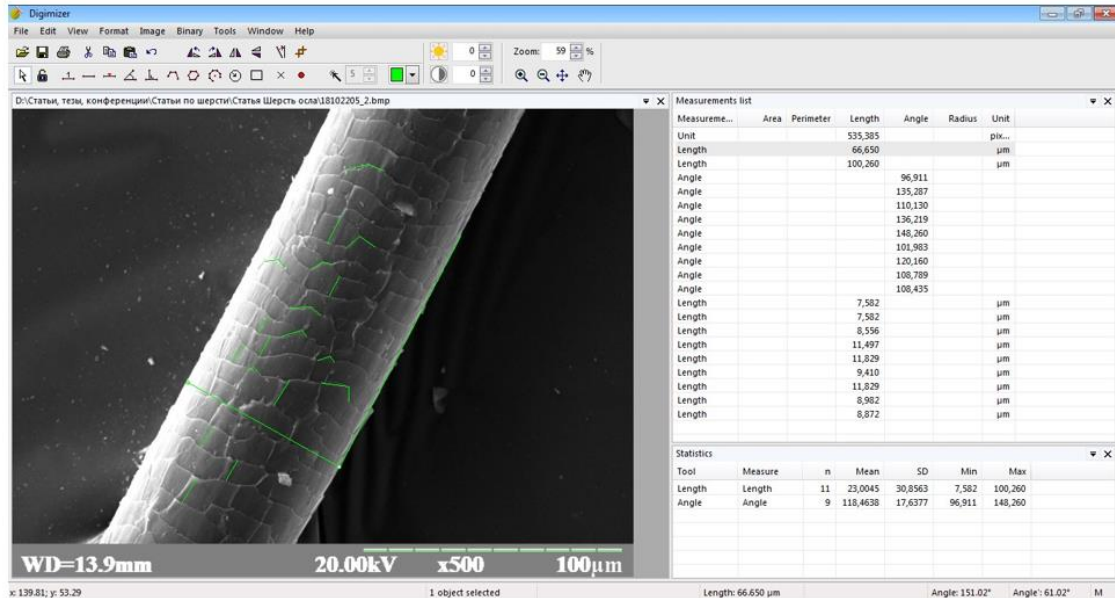 Digimizer
File Edit View Format Image Binary Tools Window Help
0 Zoom: 59 %
5 0
D:\Статьи, тезы, конференции\Статьи по шерсти\Статья Шерсть осла\18102205_2.bmp
WD=13.9mm 20.00kV x500 100µm
Measurements list
Measureme... Area Perimeter Length Angle Radius Unit
Unit 535,385 pix...
Length 66,650 µm
Length 100,260 µm
Angle 96,911
Angle 135,287
Angle 110,130
Angle 136,219
Angle 148,260
Angle 101,983
Angle 120,160
Angle 108,789
Angle 108,435
Length 7,582 µm
Length 7,582 µm
Length 8,556 µm
Length 11,497 µm
Length 11,829 µm
Length 9,410 µm
Length 11,829 µm
Length 8,982 µm
Length 8,872 µm
Statistics
Tool Measure n Mean SD Min Max
Length Length 11 23,0045 30,8563 7,582 100,260
Angle Angle 9 118,4638 17,6377 96,911 148,260
x: 139.81; y: 53.29 1 object selected Length: 66.650 µm Angle: 151.02° Angle': 61.02° M